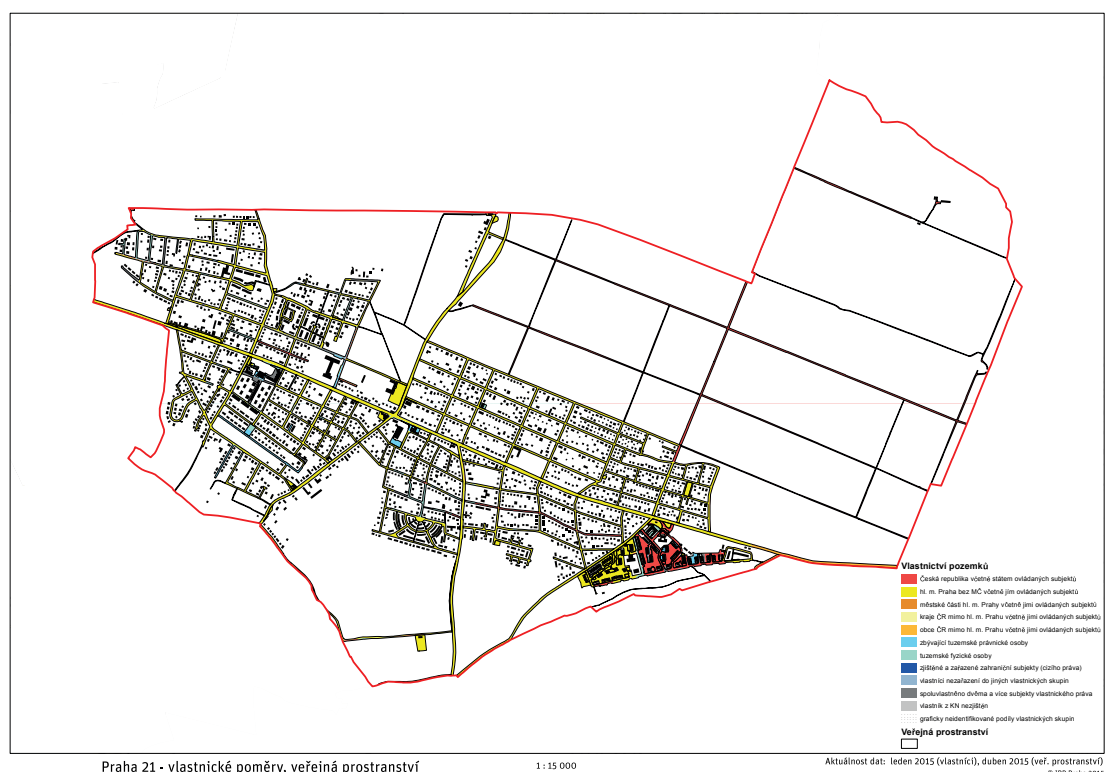 Vlastnictví pozemků
Česká republika včetně státem ovládaných subjektů
hl. m. Praha bez MČ včetně jím ovládaných subjektů
městské části hl. m. Prahy včetně jimi ovládaných subjektů
kraje ČR mimo hl. m. Prahu včetně jimi ovládaných subjektů
obce ČR mimo hl. m. Prahu včetně jimi ovládaných subjektů
zbývající tuzemské právnické osoby
tuzemské fyzické osoby
zjištěné a zařazené zahraniční subjekty (cizího práva)
vlastníci nezařazení do jiných vlastnických skupin
spoluvlastněno dvěma a více subjekty vlastnického práva
vlastník z KN nezjištěn
graficky neidentifikované podíly vlastnických skupin
Veřejná prostranství
Praha 21 - vlastnické poměry, veřejná prostranství
1 : 15 000
Aktuálnost dat: leden 2015 (vlastníci), duben 2015 (veř. prostranství)